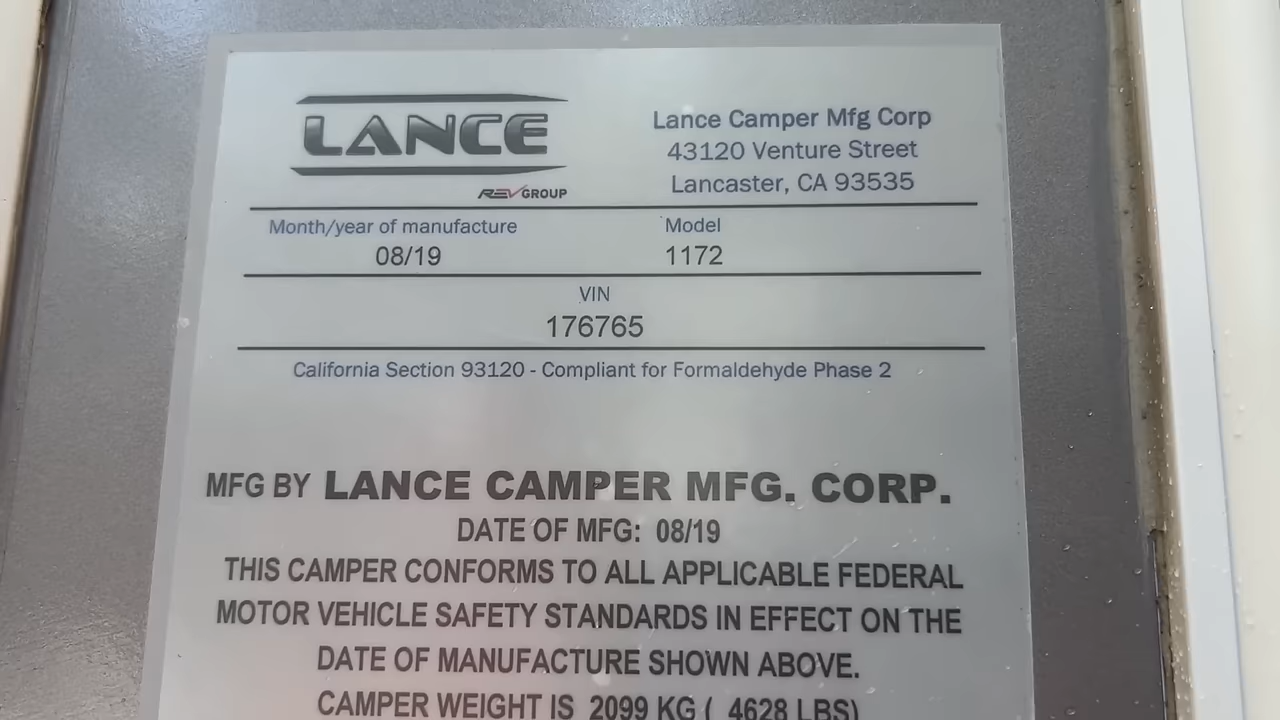 LANCE
REV GROUP
Lance Camper Mfg Corp
43120 Venture Street
Lancaster, CA 93535
Month/year of manufacture
08/19
Model
1172
VIN
176765
California Section 93120 - Compliant for Formaldehyde Phase 2
MFG BY LANCE CAMPER MFG. CORP.
DATE OF MFG: 08/19
THIS CAMPER CONFORMS TO ALL APPLICABLE FEDERAL
MOTOR VEHICLE SAFETY STANDARDS IN EFFECT ON THE
DATE OF MANUFACTURE SHOWN ABOVE.
CAMPER WEIGHT IS 2099 KG ( 4628 LBS)